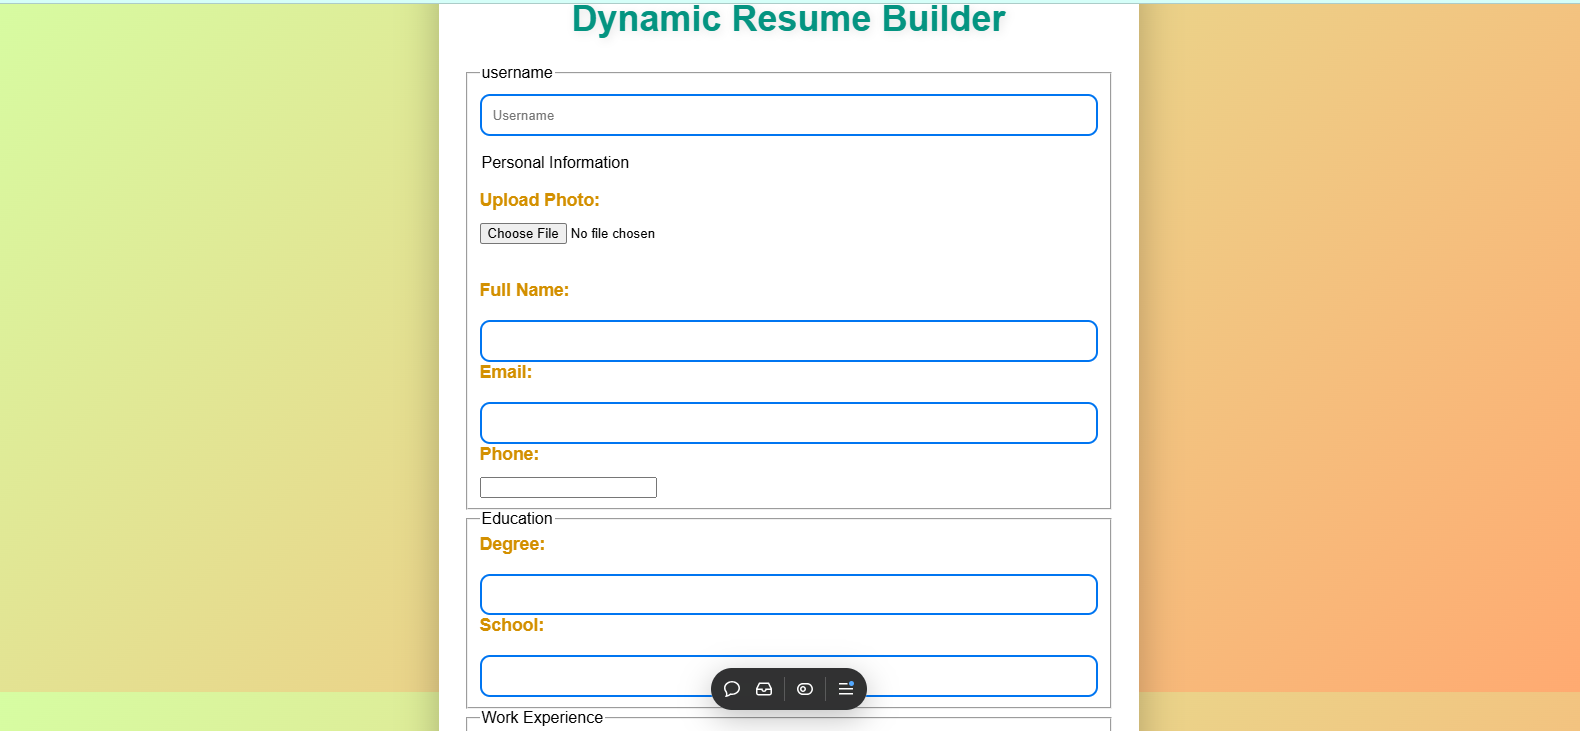 Dynamic Resume Builder
username
Username
Personal Information
Upload Photo:
Choose File No file chosen
Full Name:
Email:
Phone:
Education
Degree:
School:
Work Experience